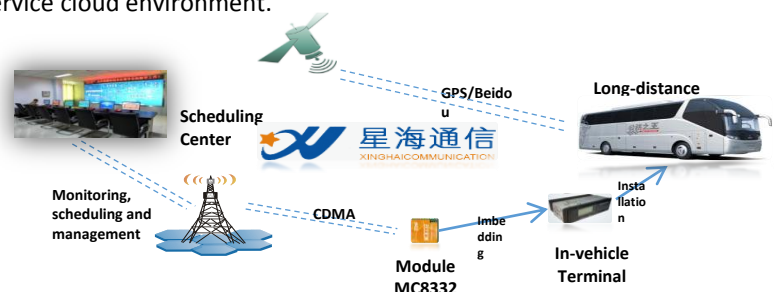 ervice cloud environment.
GPS/Beido
u
Long-distance
Scheduling
Center
星海通信
XINGHAICOMMUNICATION
Monitoring,
scheduling and
management
CDMA
Imbe
ddin
g
Insta
llatio
n
Module
MC8332
In-vehicle
Terminal